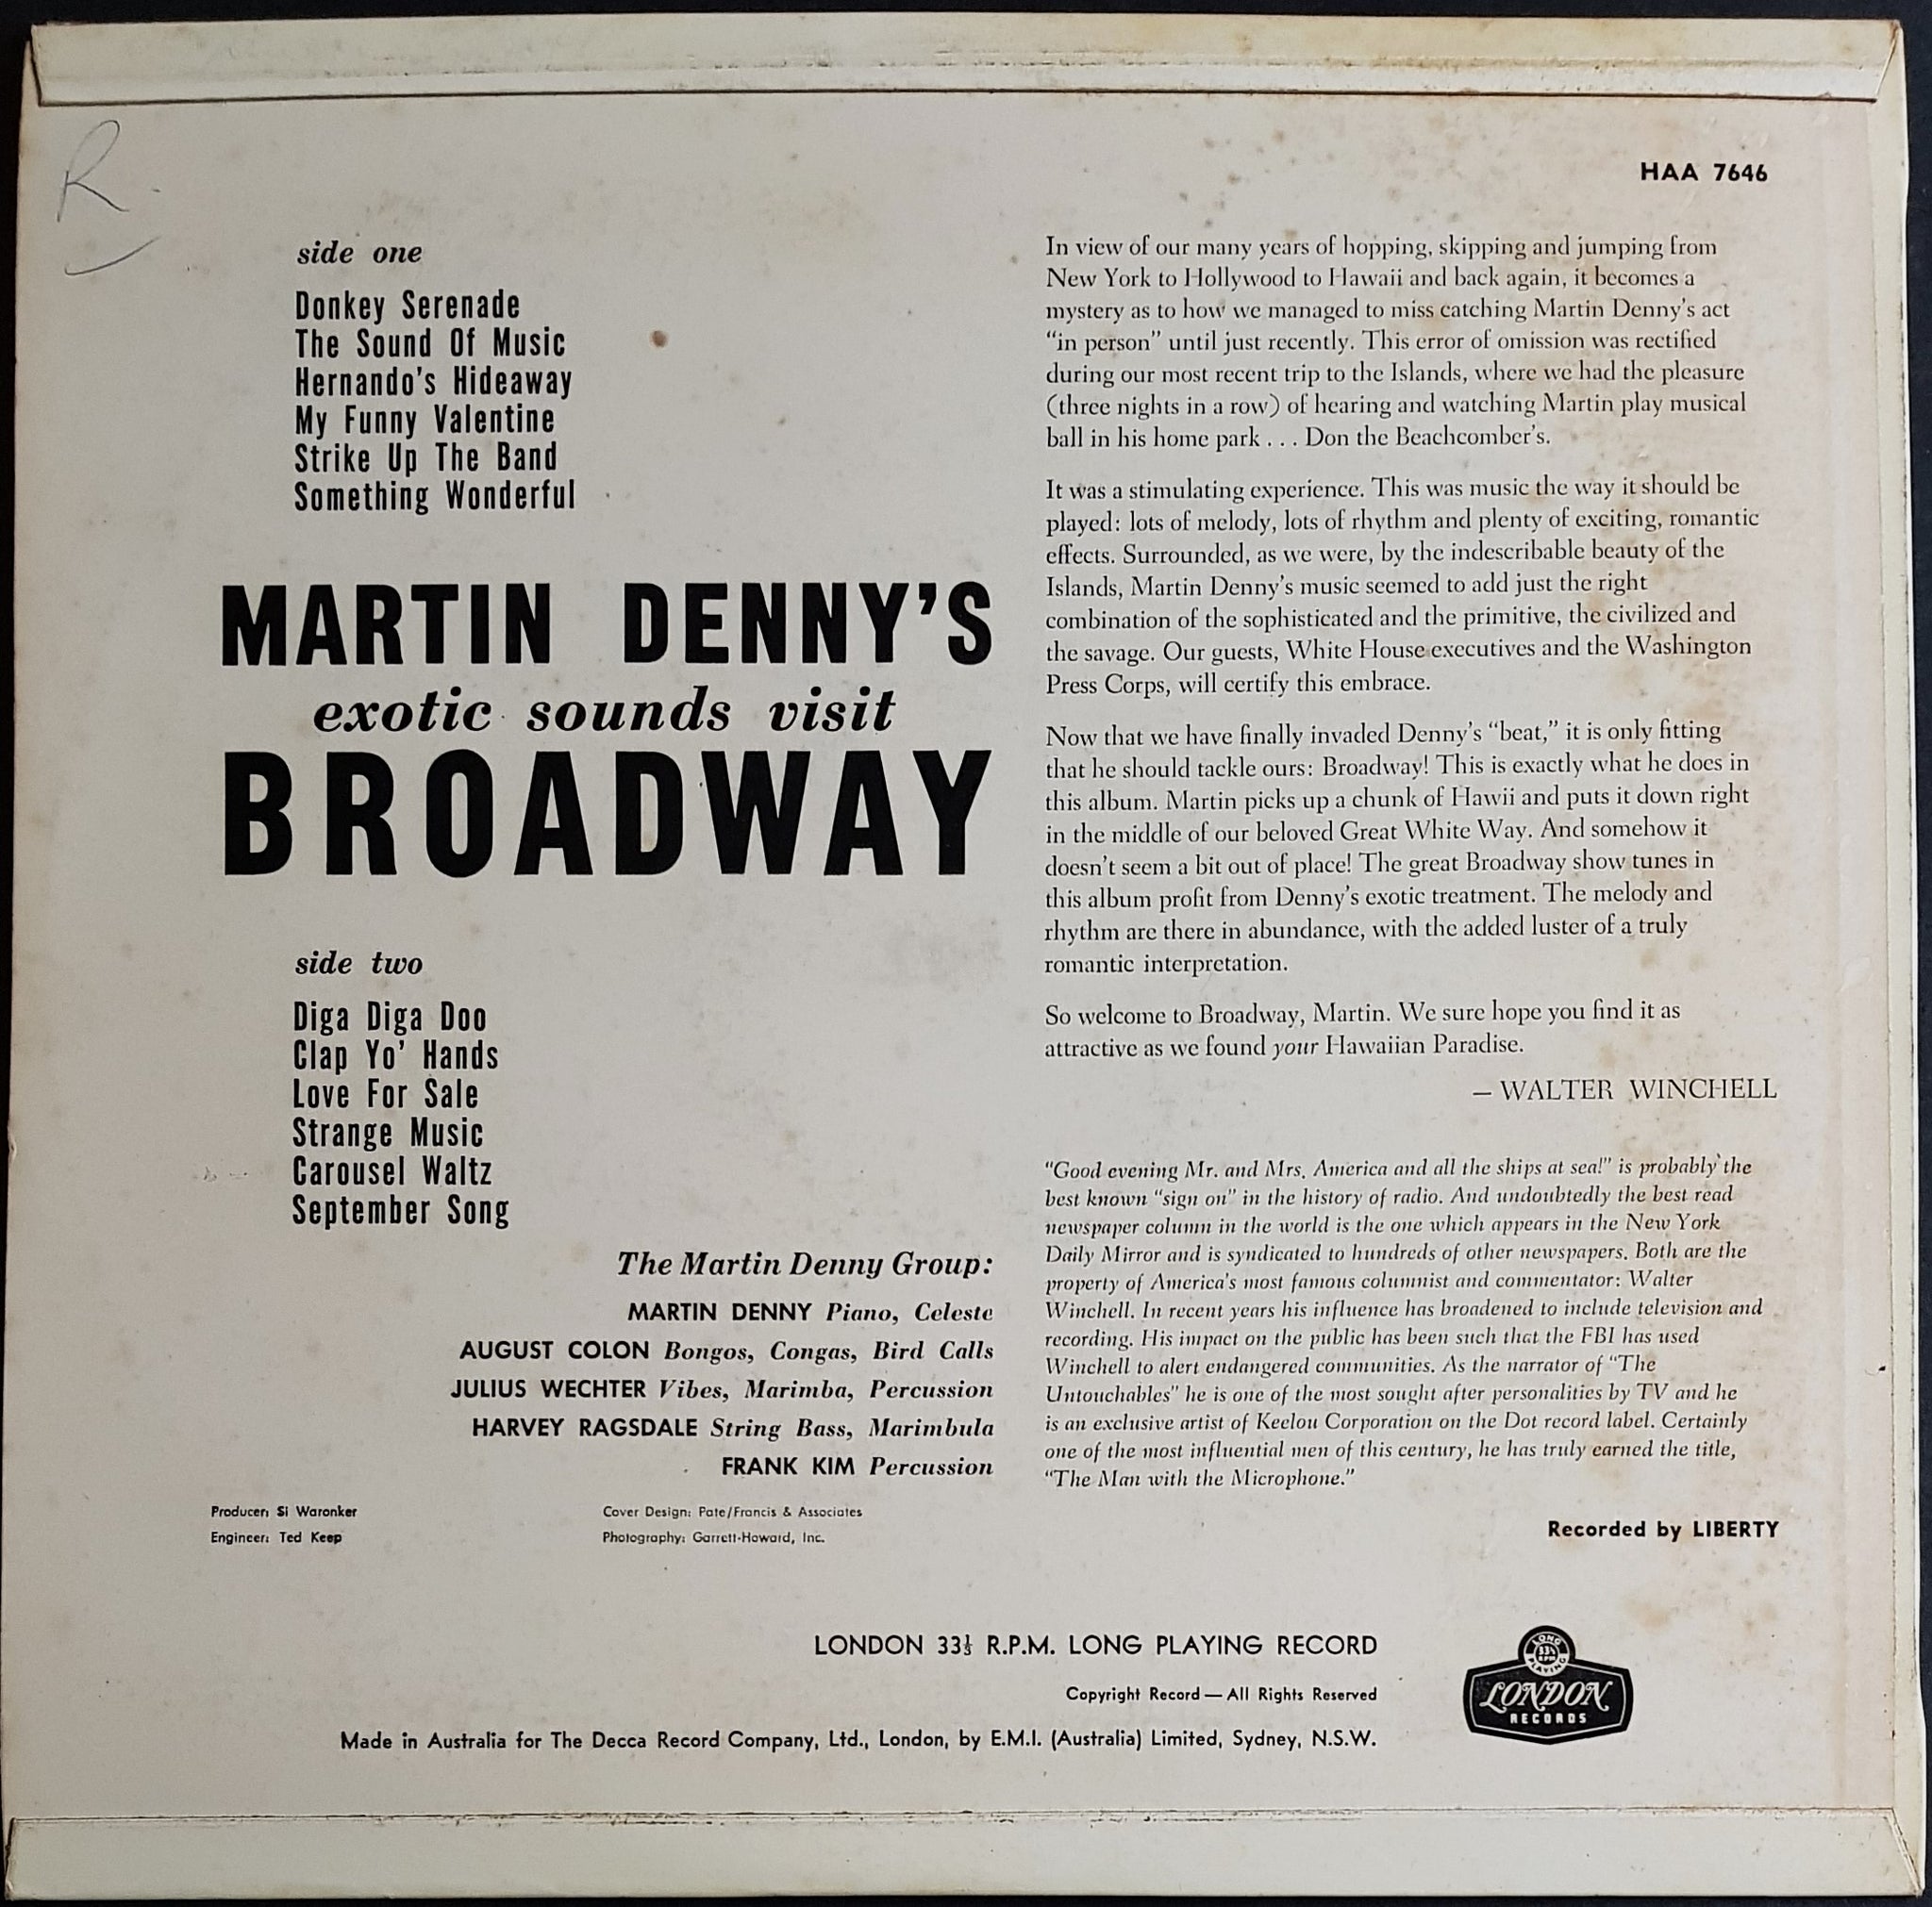 R.
HAA 7646
side one
Donkey Serenade
The Sound Of Music
Hernando's Hideaway
My Funny Valentine
Strike Up The Band
Something Wonderful
MARTIN DENNY'S
exotic sounds visit
BROADWAY
side two
Diga Diga Doo
Clap Yo' Hands
Love For Sale
Strange Music
Carousel Waltz
September Song
The Martin Denny Group:
MARTIN DENNY Piano, Celeste
AUGUST COLON Bongos, Congas, Bird Calls
JULIUS WECHTER Vibes, Marimba, Percussion
HARVEY RAGSDALE String Bass, Marimbula
FRANK KIM Percussion
Producer: Si Waronker
Engineer: Ted Keep
Cover Design: Pate/Francis & Associates
Photography: Garrett-Howard, Inc.
In view of our many years of hopping, skipping and jumping from
New York to Hollywood to Hawaii and back again, it becomes a
mystery as to how we managed to miss catching Martin Denny's act
"in person" until just recently. This error of omission was rectified
during our most recent trip to the Islands, where we had the pleasure
(three nights in a row) of hearing and watching Martin play musical
ball in his home park . . . Don the Beachcomber's.
It was a stimulating experience. This was music the way it should be
played: lots of melody, lots of rhythm and plenty of exciting, romantic
effects. Surrounded, as we were, by the indescribable beauty of the
Islands, Martin Denny's music seemed to add just the right
combination of the sophisticated and the primitive, the civilized and
the savage. Our guests, White House executives and the Washington
Press Corps, will certify this embrace.
Now that we have finally invaded Denny's "beat," it is only fitting
that he should tackle ours: Broadway! This is exactly what he does in
this album. Martin picks up a chunk of Hawii and puts it down right
in the middle of our beloved Great White Way. And somehow it
doesn't seem a bit out of place! The great Broadway show tunes in
this album profit from Denny's exotic treatment. The melody and
rhythm are there in abundance, with the added luster of a truly
romantic interpretation.
So welcome to Broadway, Martin. We sure hope you find it as
attractive as we found your Hawaiian Paradise.
— WALTER WINCHELL
"Good evening Mr. and Mrs. America and all the ships at sea!" is probably the
best known "sign on" in the history of radio. And undoubtedly the best read
newspaper column in the world is the one which appears in the New York
Daily Mirror and is syndicated to hundreds of other newspapers. Both are the
property of America's most famous columnist and commentator: Walter
Winchell. In recent years his influence has broadened to include television and
recording. His impact on the public has been such that the FBI has used
Winchell to alert endangered communities. As the narrator of "The
Untouchables" he is one of the most sought after personalities by TV and he
is an exclusive artist of Keelou Corporation on the Dot record label. Certainly
one of the most influential men of this century, he has truly earned the title,
"The Man with the Microphone."
Recorded by LIBERTY
LONDON 33⅓ R.P.M. LONG PLAYING RECORD
Copyright Record — All Rights Reserved
Made in Australia for The Decca Record Company, Ltd., London, by E.M.I. (Australia) Limited, Sydney, N.S.W.
LONG
33⅓
RPM
PLAYING
LONDON
RECORDS